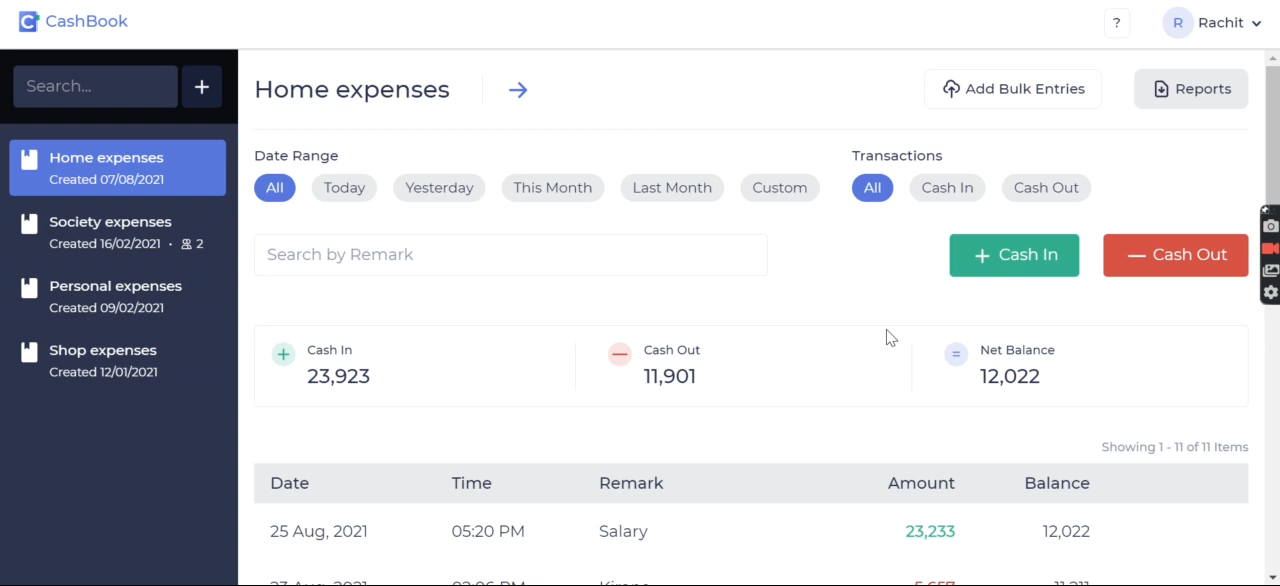 CashBook
?
R Rachit
Search...
+
Home expenses
Created 07/08/2021
Society expenses
Created 16/02/2021 · 2
Personal expenses
Created 09/02/2021
Shop expenses
Created 12/01/2021
Home expenses →
Add Bulk Entries
Reports
Date Range
All Today Yesterday This Month Last Month Custom
Transactions
All Cash In Cash Out
Search by Remark
+ Cash In
— Cash Out
Cash In
23,923
Cash Out
11,901
Net Balance
12,022
Showing 1 - 11 of 11 Items
Date Time Remark Amount Balance
25 Aug, 2021 05:20 PM Salary 23,233 12,022